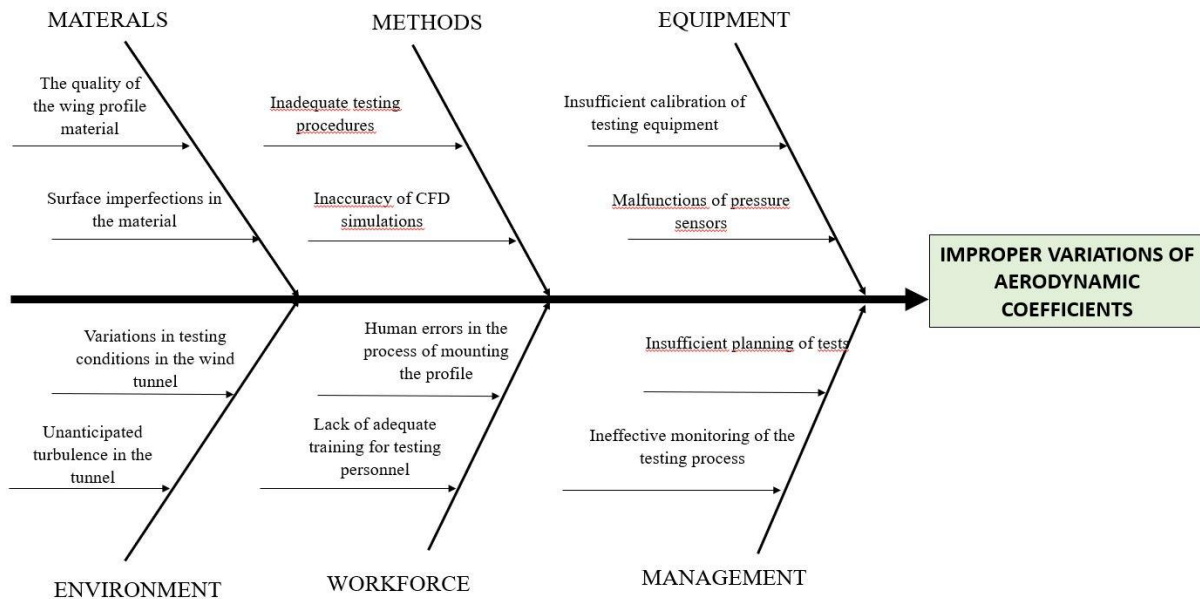 MATERALS
METHODS
EQUIPMENT
The quality of
the wing profile
material
Surface imperfections in
the material
Inadequate testing
procedures
Inaccuracy of CFD
simulations
Insufficient calibration of
testing equipment
Malfunctions of pressure
sensors
IMPROPER VARIATIONS OF
AERODYNAMIC
COEFFICIENTS
Variations in testing
conditions in the wind
tunnel
Unanticipated
turbulence in the
tunnel
Human errors in the
process of mounting
the profile
Lack of adequate
training for testing
personnel
Insufficient planning of tests
Ineffective monitoring of the
testing process
ENVIRONMENT
WORKFORCE
MANAGEMENT